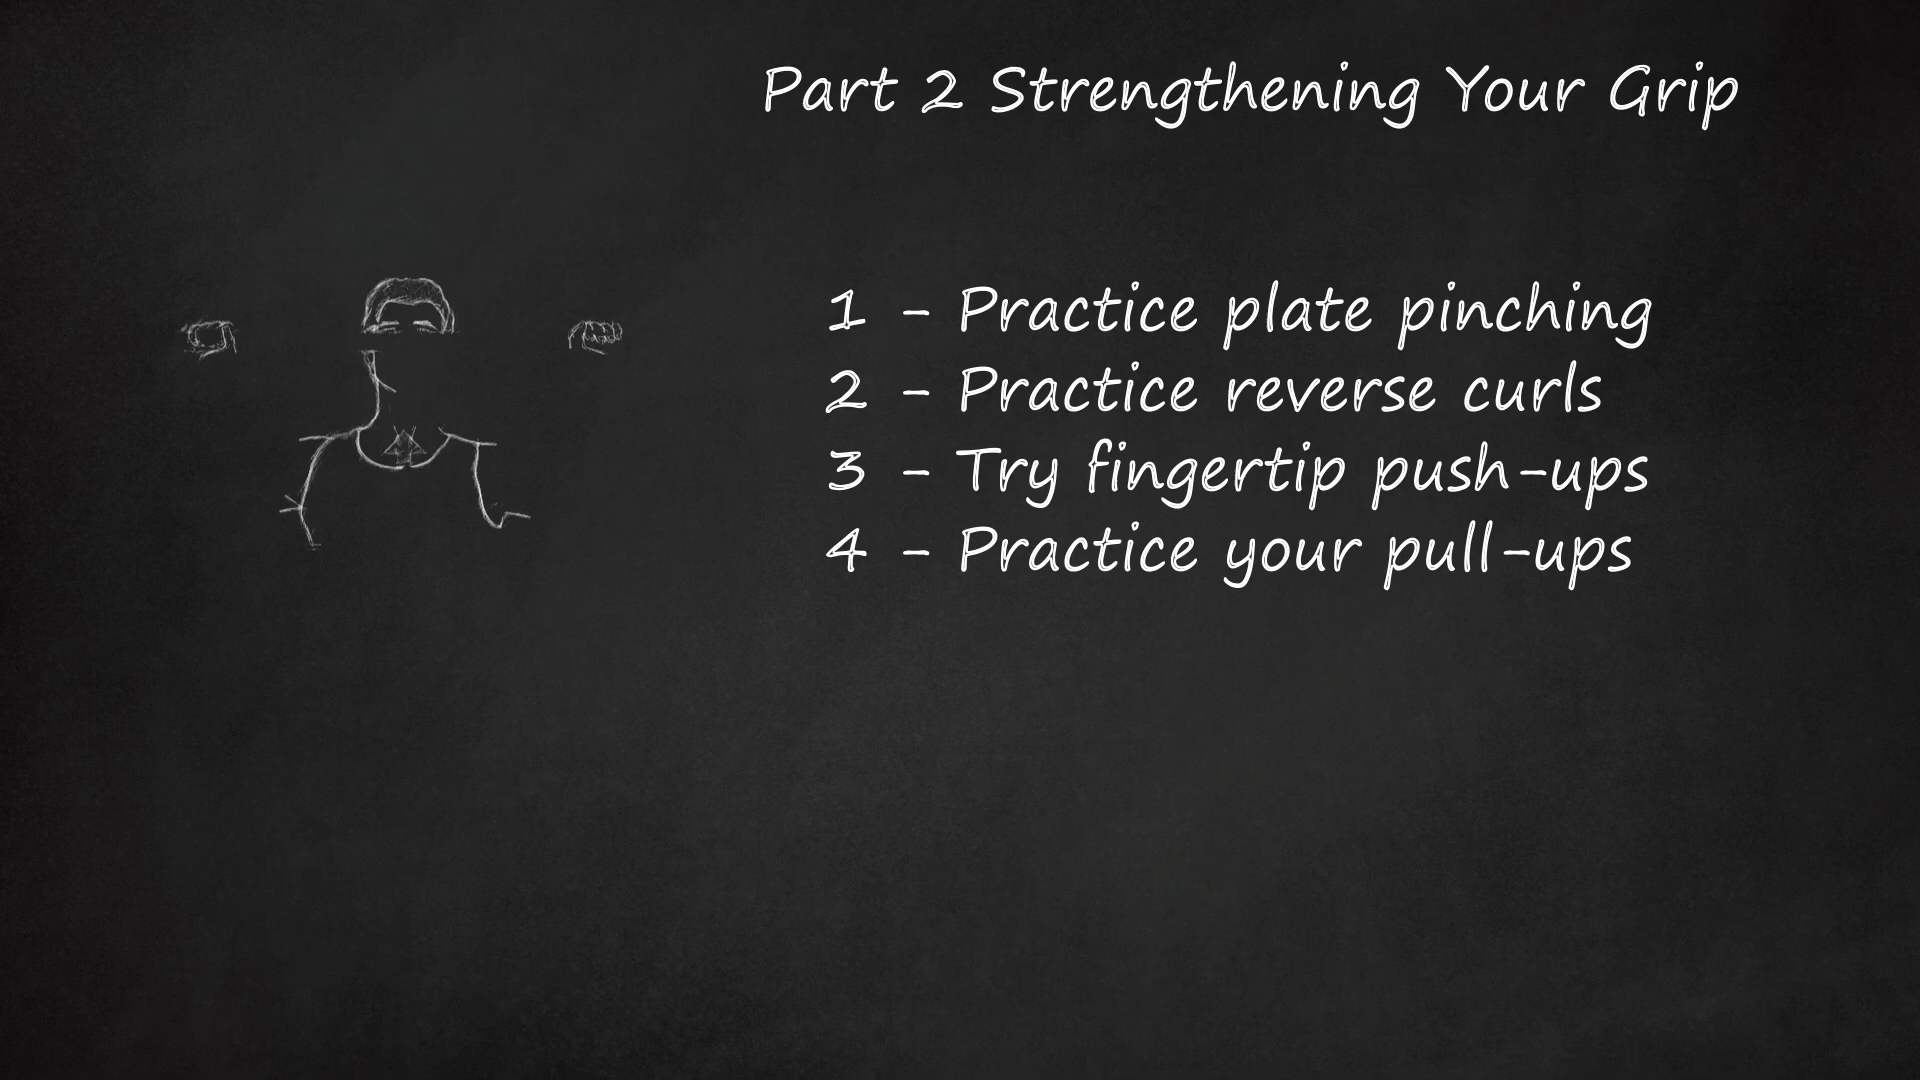 Part 2 Strengthening Your Grip
1 - Practice plate pinching
2 - Practice reverse curls
3 - Try fingertip push-ups
4 - Practice your pull-ups